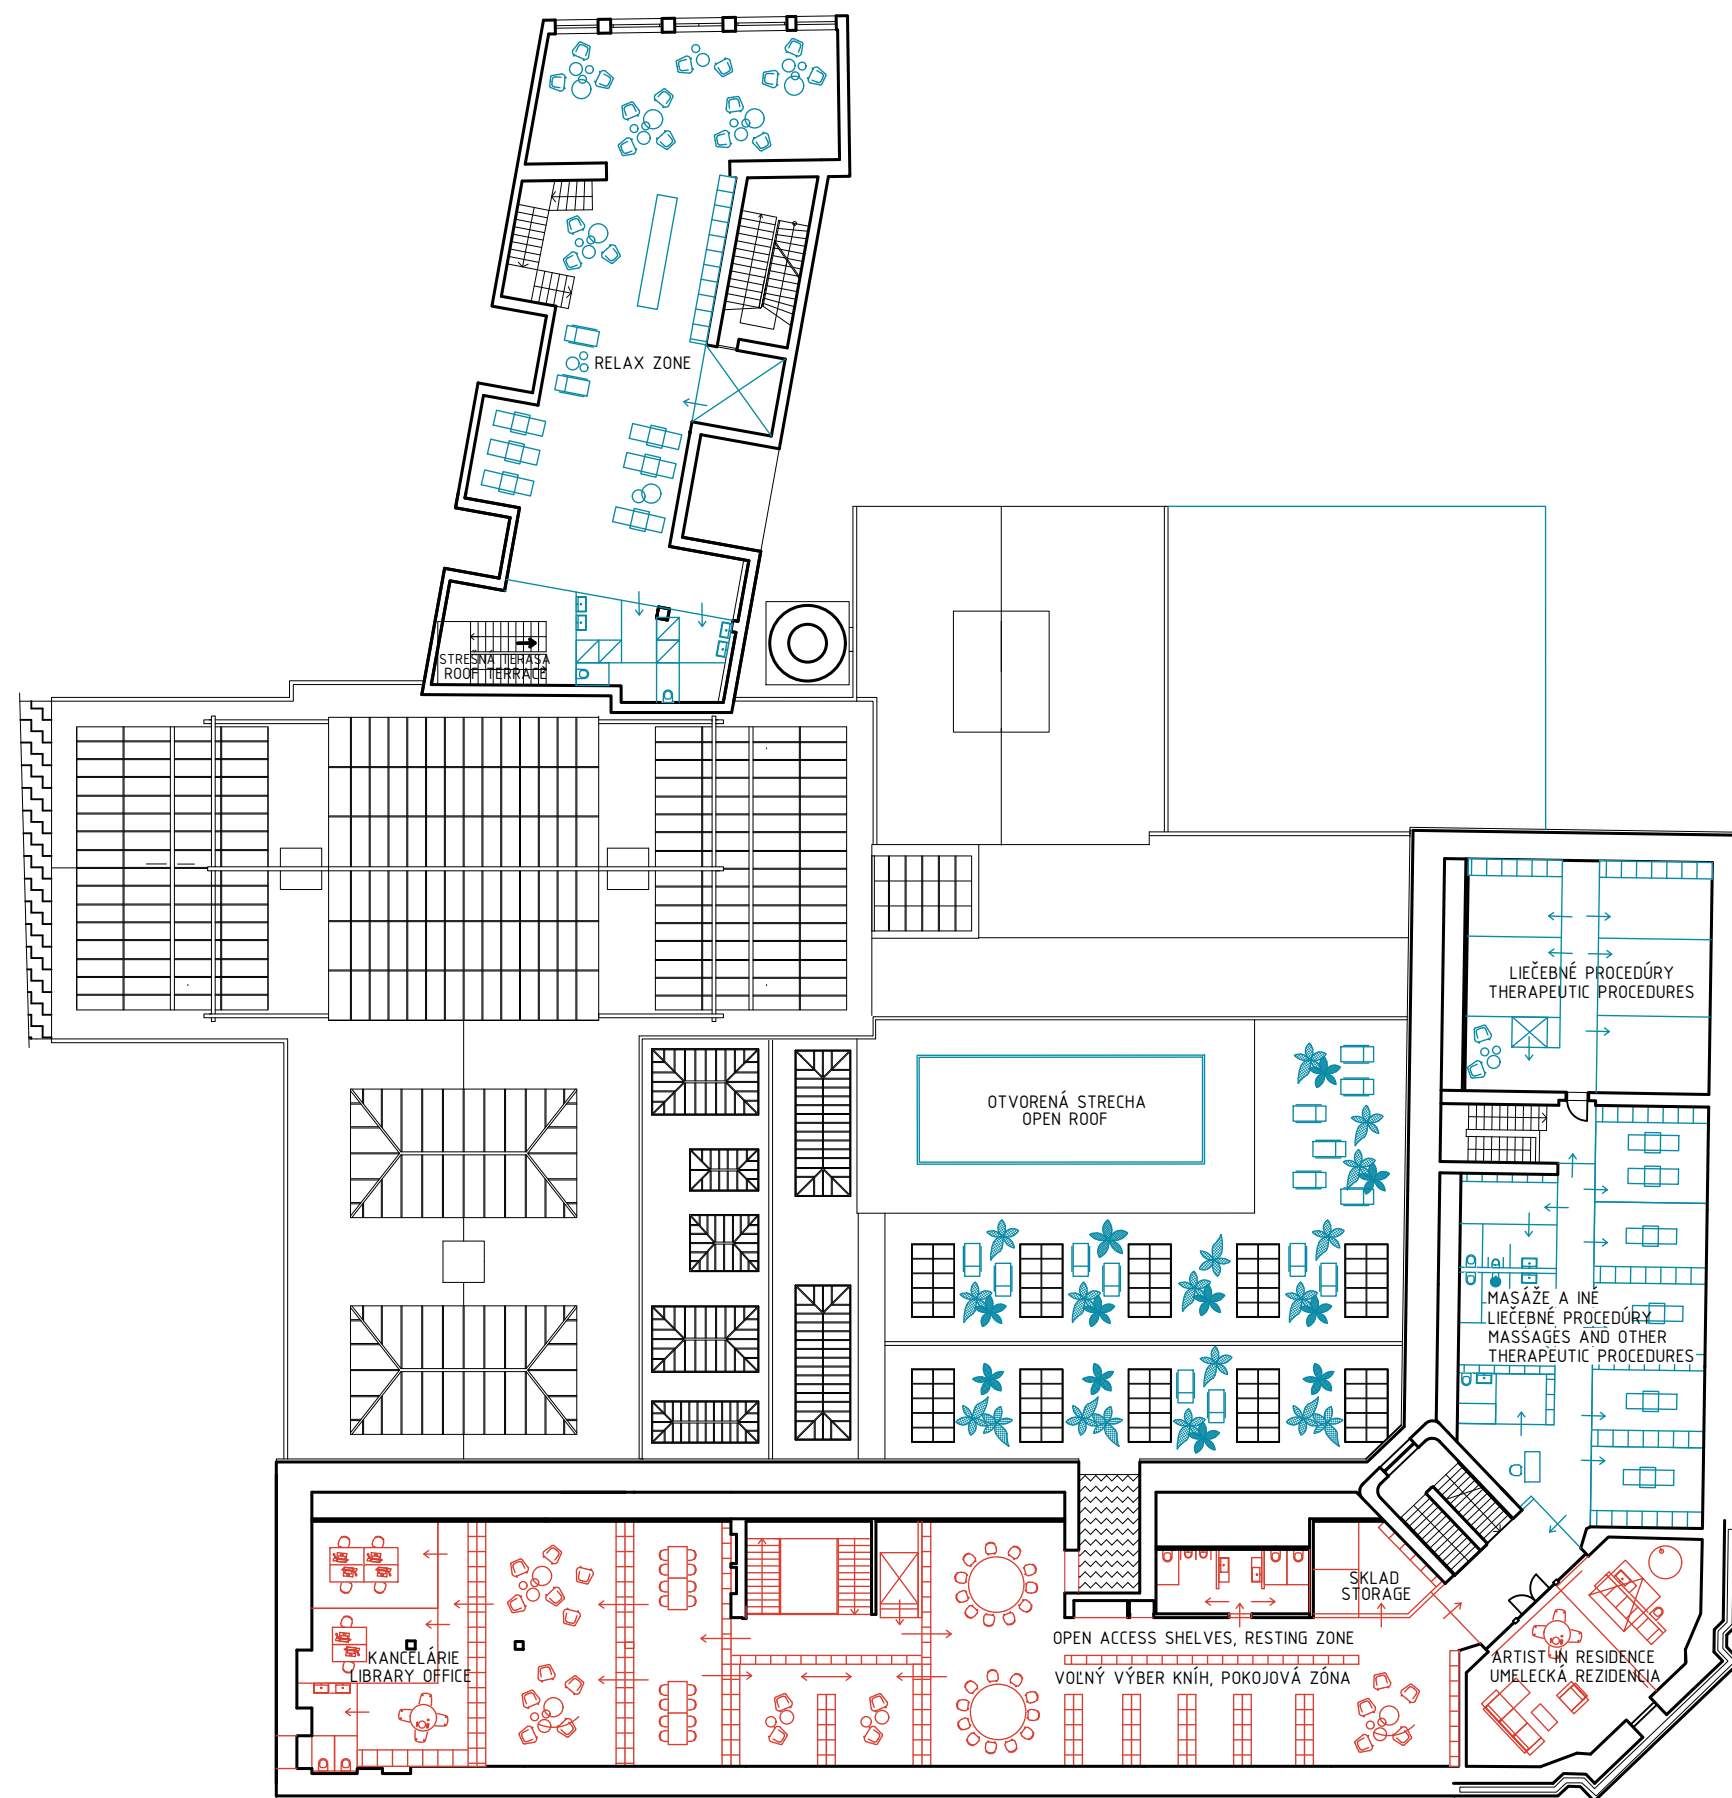 RELAX ZONE
STREŠNÁ TERASA
ROOF TERRACE
LIEČEBNÉ PROCEDÚRY
THERAPEUTIC PROCEDURES
OTVORENÁ STRECHA
OPEN ROOF
MASÁŽE A INÉ
LIEČEBNÉ PROCEDÚRY
MASSAGES AND OTHER
THERAPEUTIC PROCEDURES
SKLAD
STORAGE
OPEN ACCESS SHELVES, RESTING ZONE
VOĽNÝ VÝBER KNÍH, POKOJOVÁ ZÓNA
KANCELÁRIE
LIBRARY OFFICE
ARTIST IN RESIDENCE
UMELECKÁ REZIDENCIA